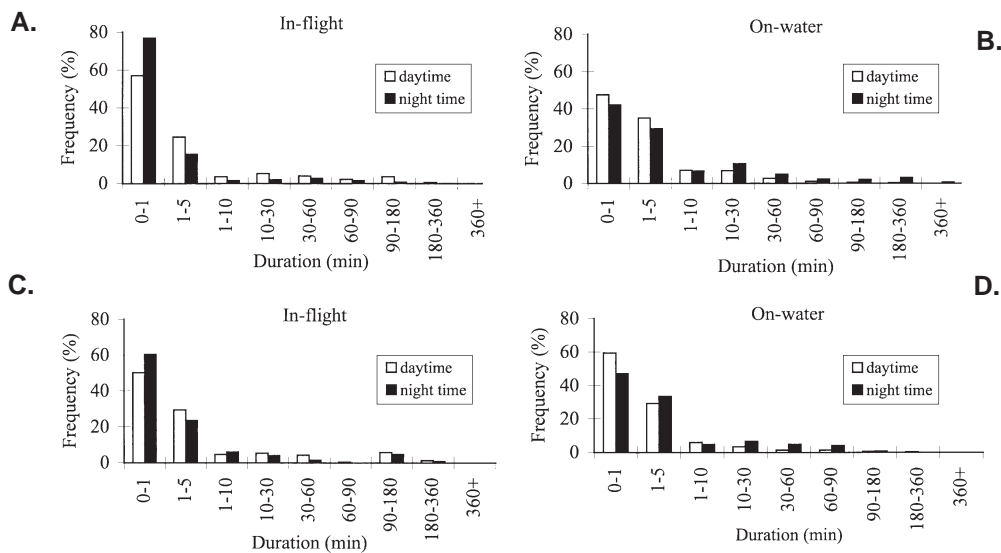 A.
In-flight
80
60
40
20
0
Frequency (%)
daytime
night time
0-1
1-5
1-10
10-30
30-60
60-90
90-180
180-360
360+
Duration (min)
B.
On-water
80
60
40
20
0
Frequency (%)
daytime
night time
0-1
1-5
1-10
10-30
30-60
60-90
90-180
180-360
360+
Duration (min)
C.
In-flight
80
60
40
20
0
Frequency (%)
daytime
night time
0-1
1-5
1-10
10-30
30-60
60-90
90-180
180-360
360+
Duration (min)
D.
On-water
80
60
40
20
0
Frequency (%)
daytime
night time
0-1
1-5
1-10
10-30
30-60
60-90
90-180
180-360
360+
Duration (min)